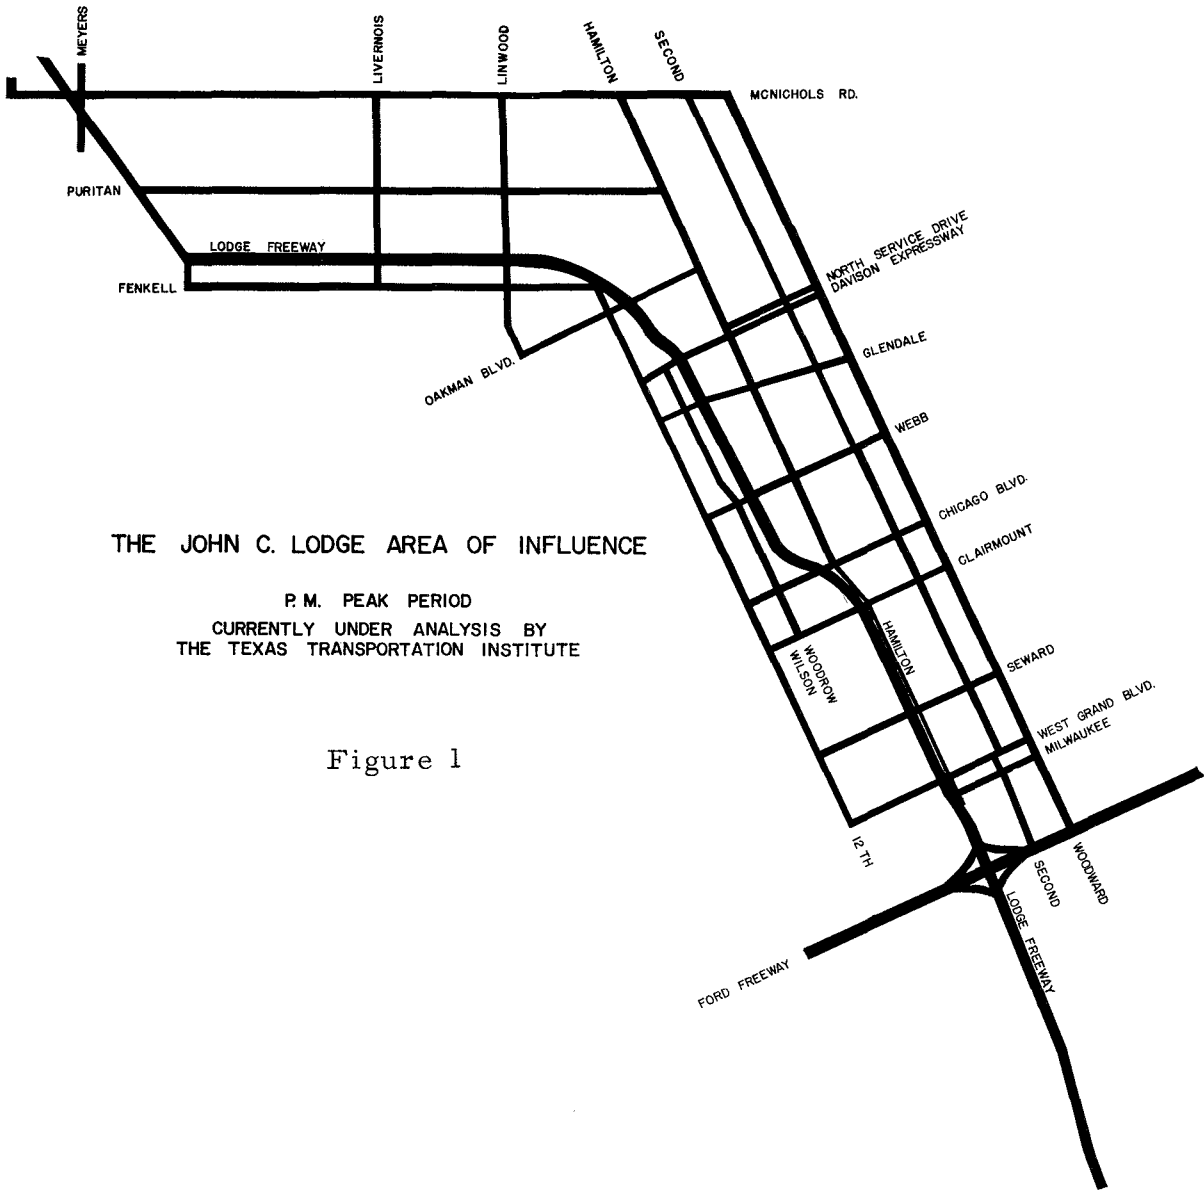 MEYERS
LIVERNOIS
LINWOOD
HAMILTON
SECOND
MCNICHOLS RD.
PURITAN
LODGE FREEWAY
FENKELL
NORTH SERVICE DRIVE
DAVISON EXPRESSWAY
OAKMAN BLVD.
GLENDALE
WEBB
CHICAGO BLVD.
CLAIRMOUNT
THE JOHN C. LODGE AREA OF INFLUENCE
P. M. PEAK PERIOD
CURRENTLY UNDER ANALYSIS BY
THE TEXAS TRANSPORTATION INSTITUTE
Figure 1
HAMILTON
WOODROW
WILSON
SEWARD
WEST GRAND BLVD.
MILWAUKEE
12 TH
SECOND
WOODWARD
LODGE FREEWAY
FORD FREEWAY